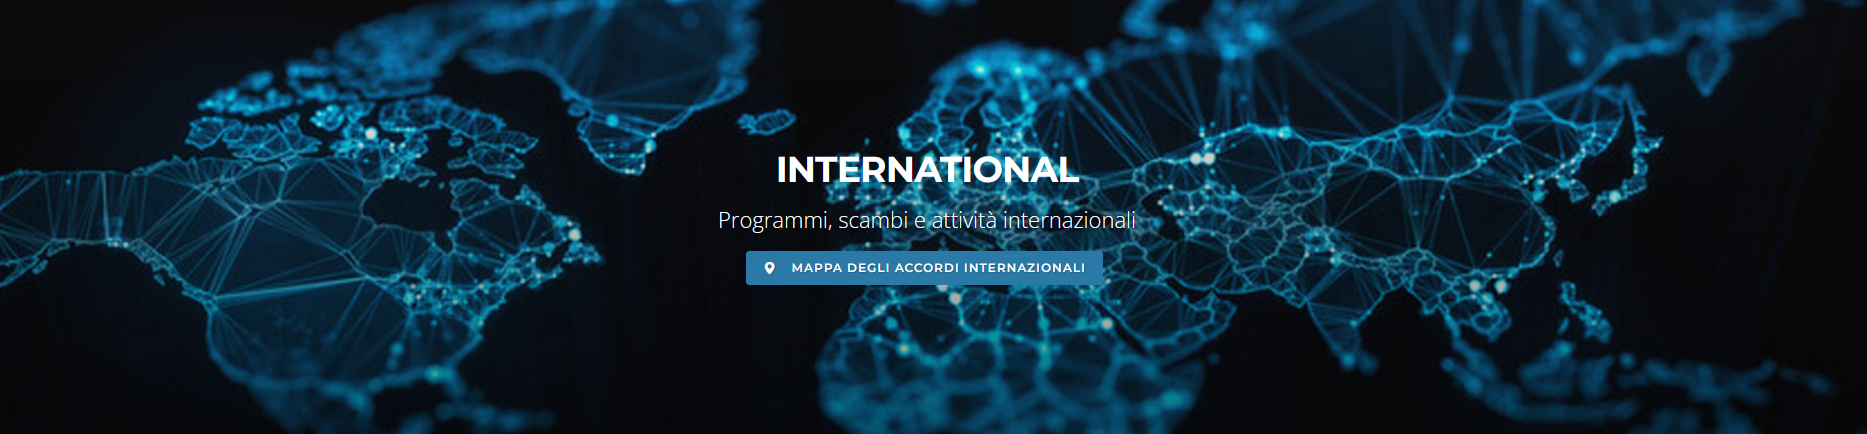 INTERNATIONAL
Programmi, scambi e attività internazionali
MAPPA DEGLI ACCORDI INTERNAZIONALI